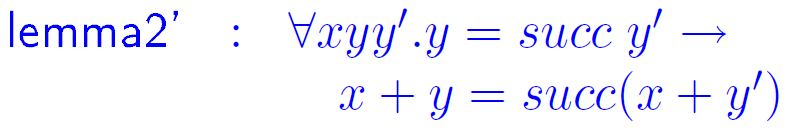 lemma2' : ∀xyy′.y = succ y′ →
x + y = succ(x + y′)